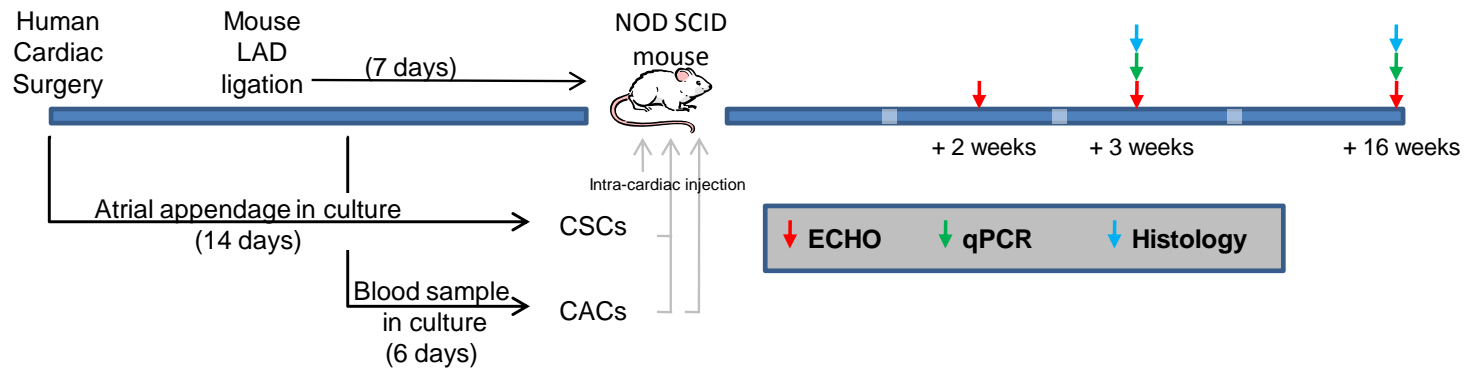 Human
Cardiac
Surgery
Mouse
LAD
ligation
(7 days)
NOD SCID
mouse
+ 2 weeks
+ 3 weeks
+ 16 weeks
Intra-cardiac injection
Atrial appendage in culture
(14 days)
CSCs
Blood sample
in culture
(6 days)
CACs
ECHO
qPCR
Histology